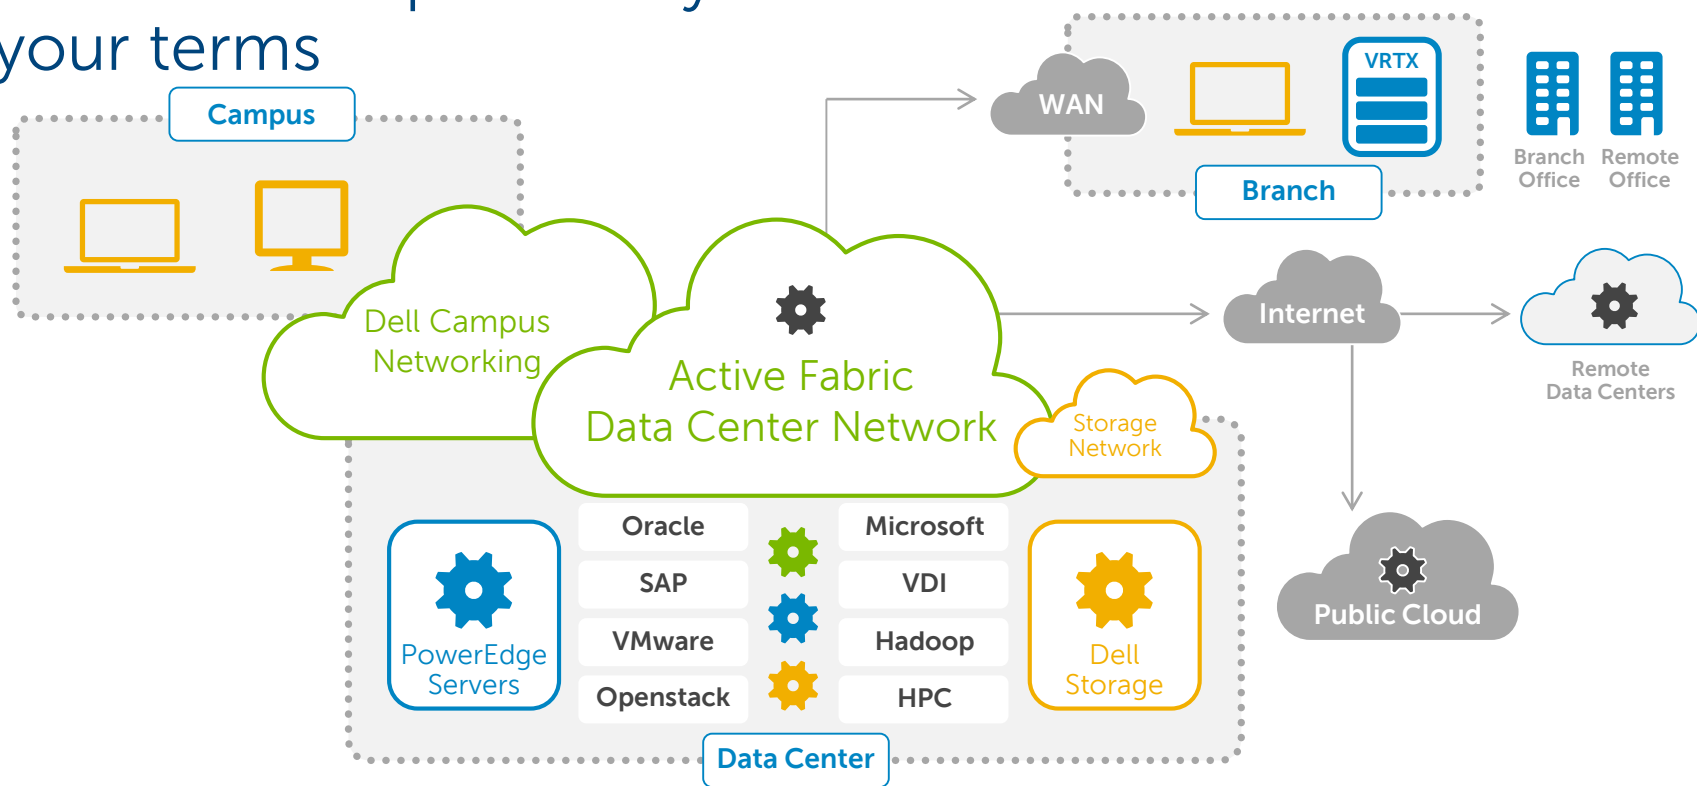 your terms
Campus
WAN
VRTX
Branch
Office
Remote
Office
Branch
Dell Campus
Networking
Active Fabric
Data Center Network
Internet
Remote
Data Centers
Storage
Network
Public Cloud
PowerEdge
Servers
Oracle
SAP
VMware
Openstack
Microsoft
VDI
Hadoop
HPC
Dell
Storage
Data Center